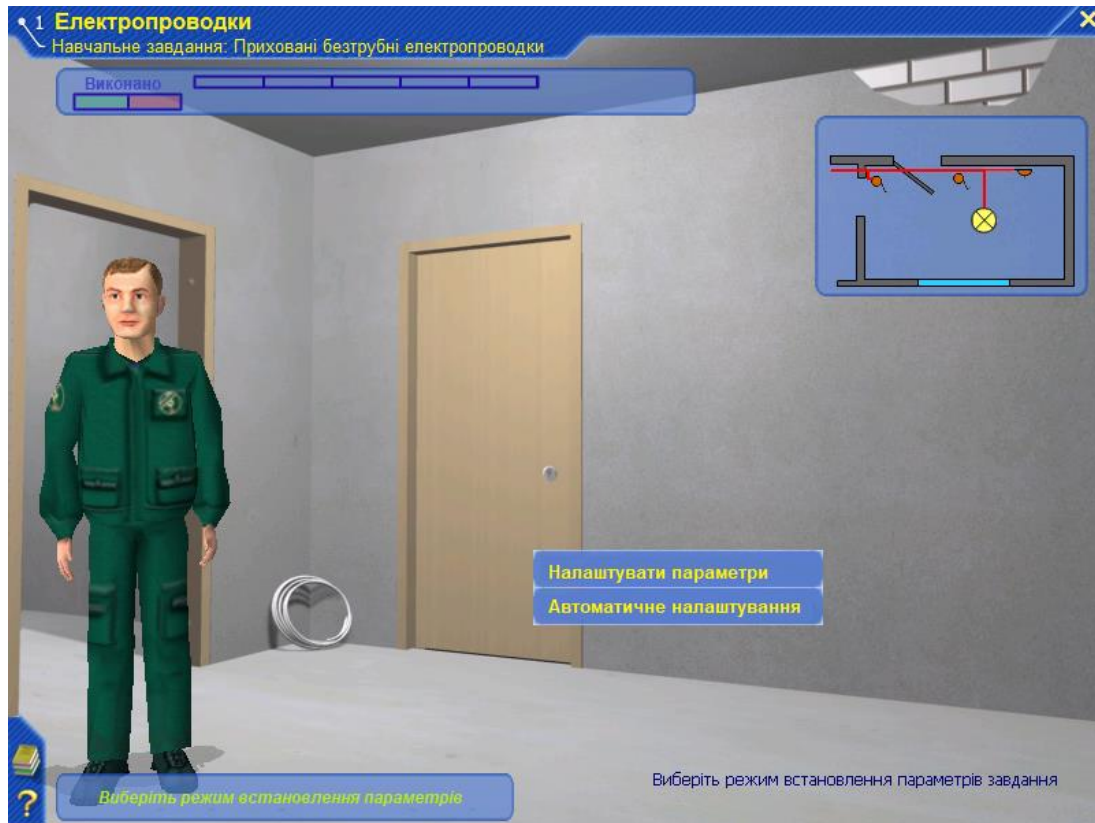 1 Електропроводки
Навчальне завдання: Приховані безтрубні електропроводки
Виконано
Налаштувати параметри
Автоматичне налаштування
Виберіть режим встановлення параметрів завдання
Виберіть режим встановлення параметрів
?